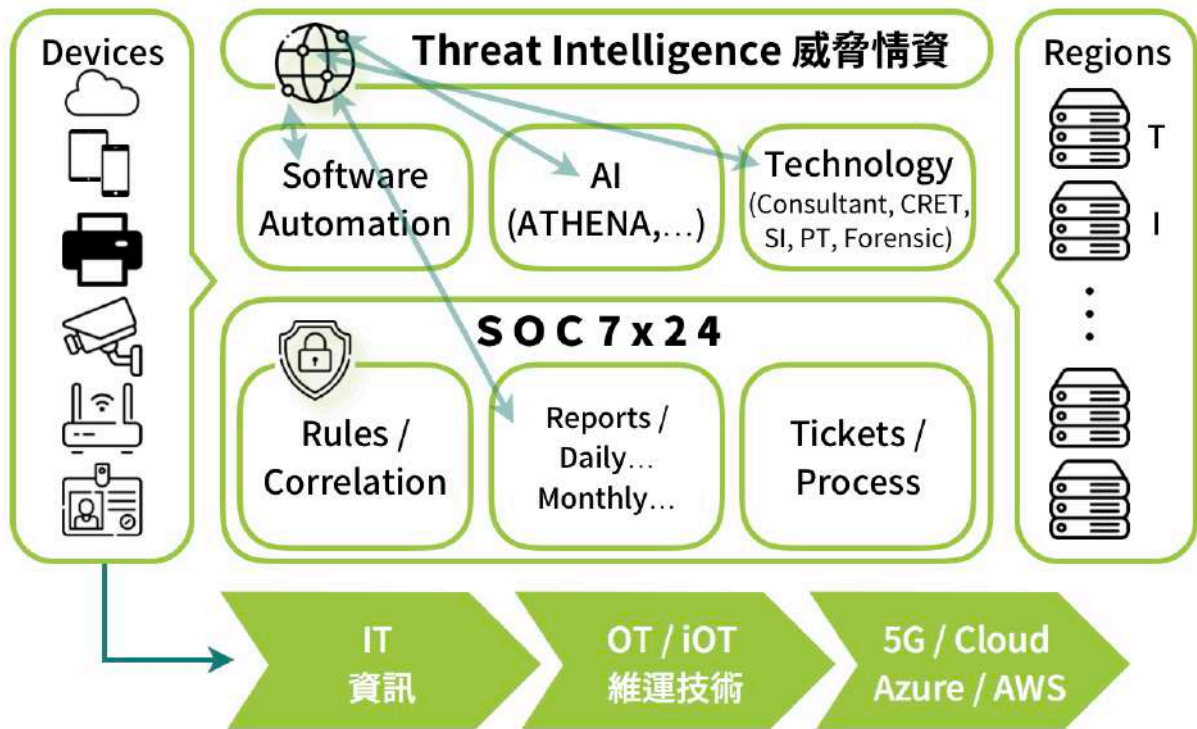 Devices
Threat Intelligence 威脅情資
Regions
T
I
Software
Automation
AI
(ATHENA,...)
Technology
(Consultant, CRET,
SI, PT, Forensic)
SOC 7x24
Rules /
Correlation
Reports /
Daily...
Monthly...
Tickets /
Process
IT
資訊
OT / iOT
維運技術
5G / Cloud
Azure / AWS